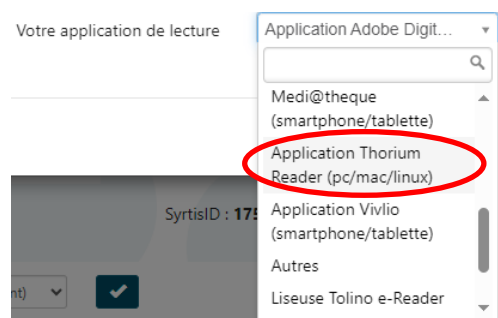 Votre application de lecture
Application Adobe Digit...
Medi@theque
(smartphone/tablette)
Application Thorium
Reader (pc/mac/linux)
SyrtisID : 175
Application Vivlio
(smartphone/tablette)
Autres
nt)
Liseuse Tolino e-Reader